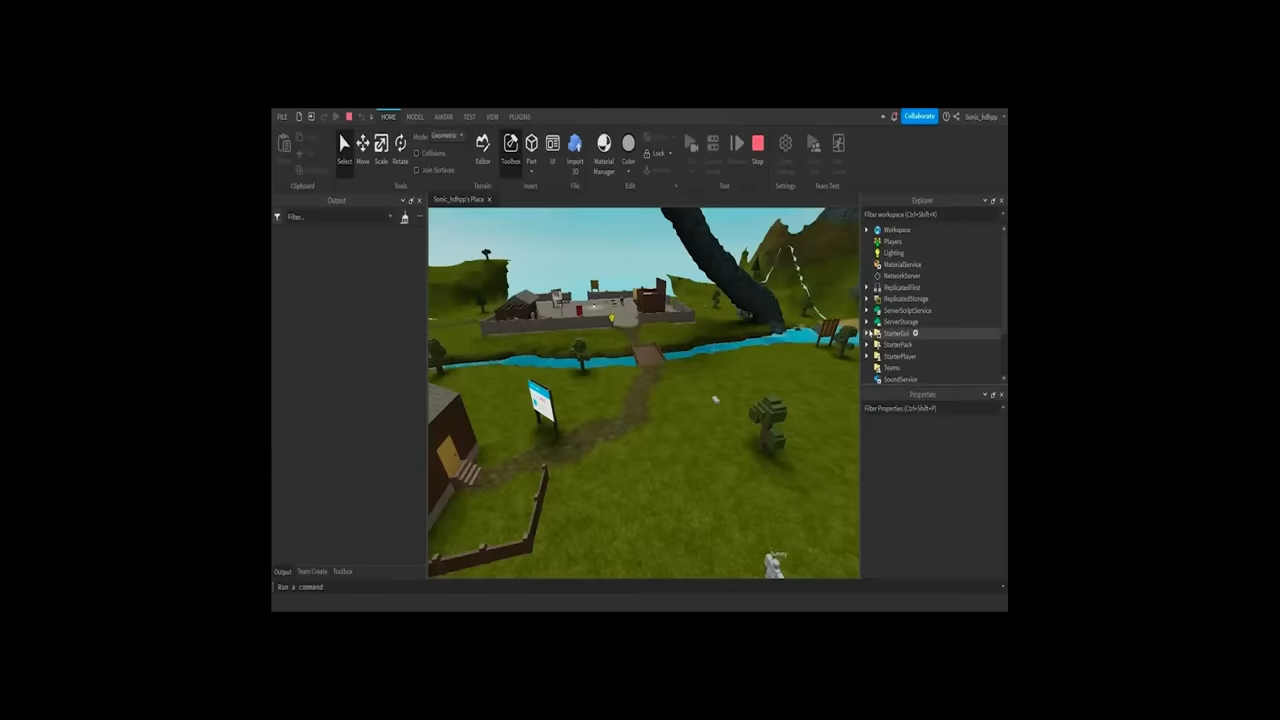 FILE HOME MODEL AVATAR TEST VIEW PLUGINS Collaborate Sonic_hdhpp
Mode: Geometric
Collisions
Join Surfaces
Select Move Scale Rotate Editor Toolbox Part UI Import 3D Material Manager Color Lock Stop
Clipboard Tools Terrain Insert File Edit Test Settings Team Test
Output Sonic_hdhpp's Place Explorer
Filter...
Filter workspace (Ctrl+Shift+X)
Workspace
Players
Lighting
MaterialService
NetworkServer
ReplicatedFirst
ReplicatedStorage
ServerScriptService
ServerStorage
StarterGui
StarterPack
StarterPlayer
Teams
SoundService
Properties
Filter Properties (Ctrl+Shift+P)
Dummy
Output Team Create Toolbox
Run a command